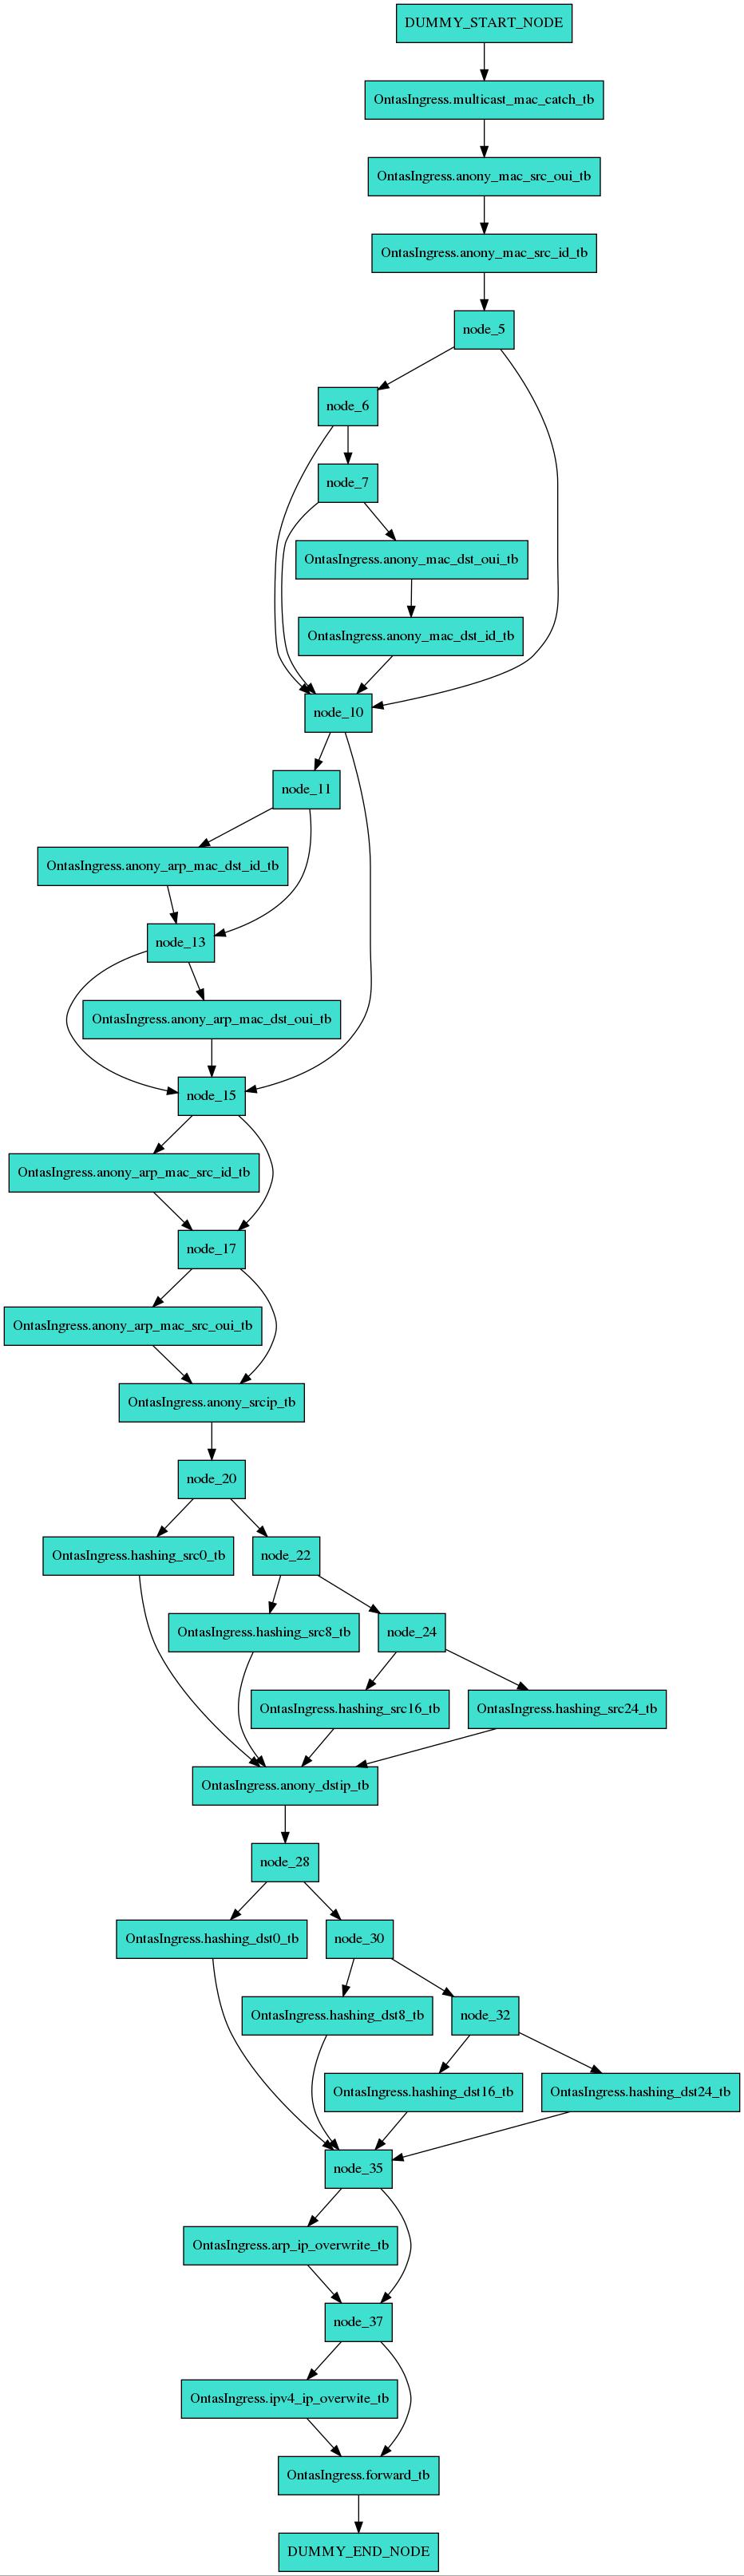 DUMMY_START_NODE
OntasIngress.multicast_mac_catch_tb
OntasIngress.anony_mac_src_oui_tb
OntasIngress.anony_mac_src_id_tb
node_5
node_6
node_7
OntasIngress.anony_mac_dst_oui_tb
OntasIngress.anony_mac_dst_id_tb
node_10
node_11
OntasIngress.anony_arp_mac_dst_id_tb
node_13
OntasIngress.anony_arp_mac_dst_oui_tb
node_15
OntasIngress.anony_arp_mac_src_id_tb
node_17
OntasIngress.anony_arp_mac_src_oui_tb
OntasIngress.anony_srcip_tb
node_20
OntasIngress.hashing_src0_tb
node_22
OntasIngress.hashing_src8_tb
node_24
OntasIngress.hashing_src16_tb
OntasIngress.hashing_src24_tb
OntasIngress.anony_dstip_tb
node_28
OntasIngress.hashing_dst0_tb
node_30
OntasIngress.hashing_dst8_tb
node_32
OntasIngress.hashing_dst16_tb
OntasIngress.hashing_dst24_tb
node_35
OntasIngress.arp_ip_overwrite_tb
node_37
OntasIngress.ipv4_ip_overwite_tb
OntasIngress.forward_tb
DUMMY_END_NODE